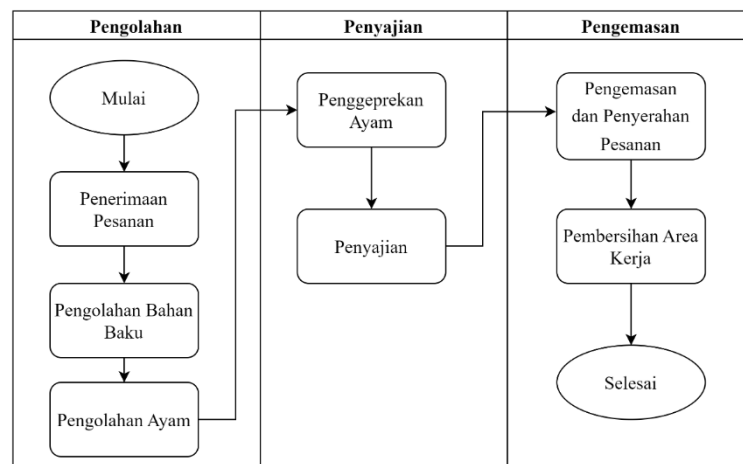 Pengolahan
Mulai
Penerimaan
Pesanan
Pengolahan Bahan
Baku
Pengolahan Ayam
Penyajian
Penggeprekan
Ayam
Penyajian
Pengemasan
Pengemasan
dan Penyerahan
Pesanan
Pembersihan Area
Kerja
Selesai